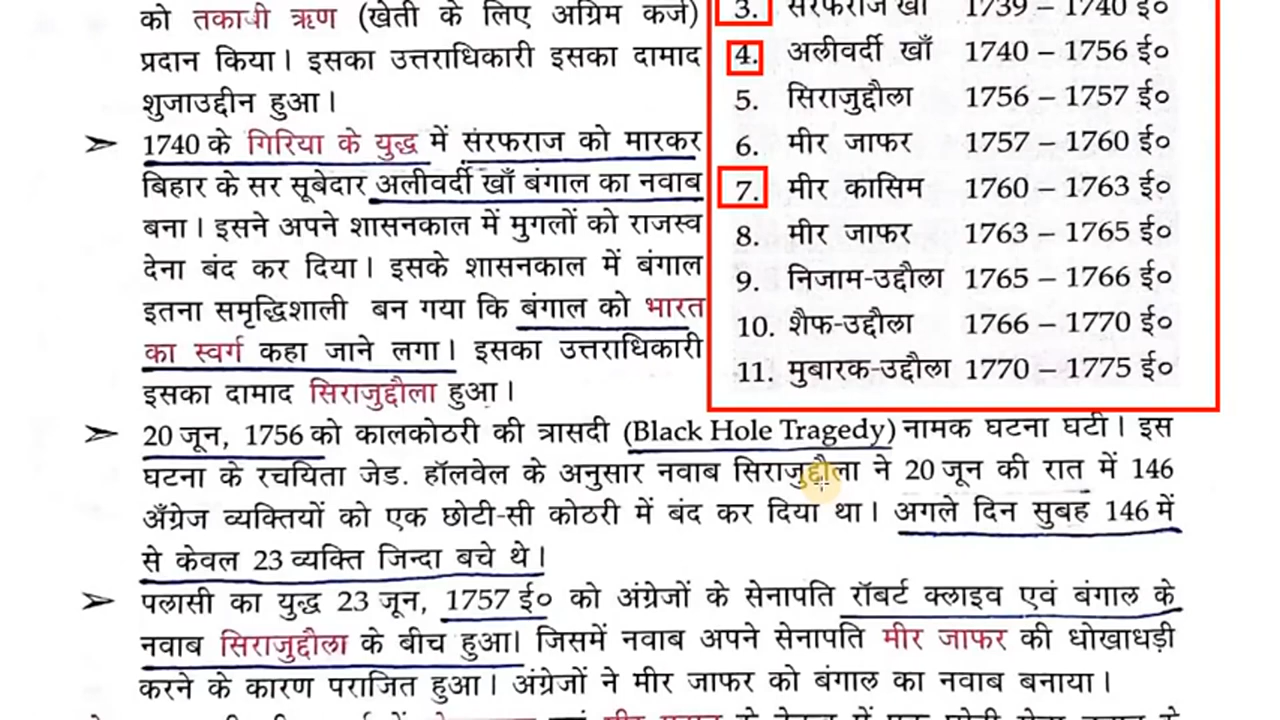 को तकाबी ऋण (खेती के लिए अग्रिम कर्ज)
प्रदान किया। इसका उत्तराधिकारी इसका दामाद
शुजाउद्दीन हुआ।
➢ 1740 के गिरिया के युद्ध में सरफराज को मारकर
बिहार के सर सूबेदार अलीवर्दी खाँ बंगाल का नवाब
बना। इसने अपने शासनकाल में मुगलों को राजस्व
देना बंद कर दिया। इसके शासनकाल में बंगाल
इतना समृद्धिशाली बन गया कि बंगाल को भारत
का स्वर्ग कहा जाने लगा। इसका उत्तराधिकारी
इसका दामाद सिराजुद्दौला हुआ।
3. सरफराज खाँ 1739 – 1740 ई०
4. अलीवर्दी खाँ 1740 – 1756 ई०
5. सिराजुद्दौला 1756 – 1757 ई०
6. मीर जाफर 1757 – 1760 ई०
7. मीर कासिम 1760 – 1763 ई०
8. मीर जाफर 1763 – 1765 ई०
9. निजाम-उद्दौला 1765 – 1766 ई०
10. शैफ-उद्दौला 1766 – 1770 ई०
11. मुबारक-उद्दौला 1770 – 1775 ई०
➢ 20 जून, 1756 को कालकोठरी की त्रासदी (Black Hole Tragedy) नामक घटना घटी। इस
घटना के रचयिता जेड. हॉलवेल के अनुसार नवाब सिराजुद्दौला ने 20 जून की रात में 146
अँग्रेज व्यक्तियों को एक छोटी-सी कोठरी में बंद कर दिया था। अगले दिन सुबह 146 में
से केवल 23 व्यक्ति जिन्दा बचे थे।
➢ पलासी का युद्ध 23 जून, 1757 ई० को अंग्रेजों के सेनापति रॉबर्ट क्लाइव एवं बंगाल के
नवाब सिराजुद्दौला के बीच हुआ। जिसमें नवाब अपने सेनापति मीर जाफर की धोखाधड़ी
करने के कारण पराजित हुआ। अंग्रेजों ने मीर जाफर को बंगाल का नवाब बनाया।